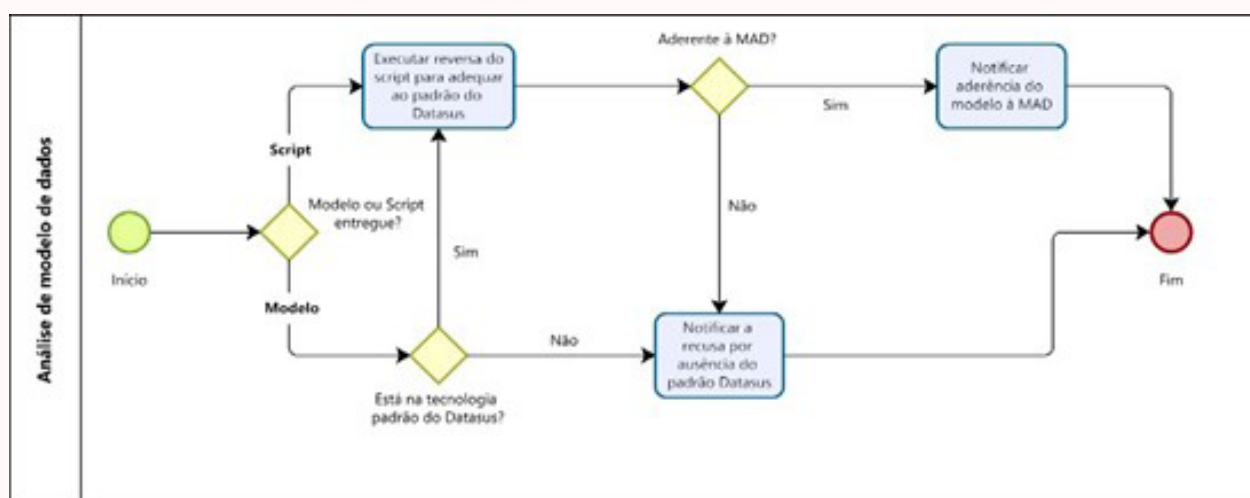 Análise de modelo de dados
Início
Script
Modelo ou Script
entregue?
Modelo
Executar reversa do
script para adequar
ao padrão do
Datasus
Sim
Está na tecnologia
padrão do Datasus?
Não
Aderente à MAD?
Sim
Não
Notificar a
recusa por
ausência do
padrão Datasus
Notificar
aderência do
modelo à MAD
Fim